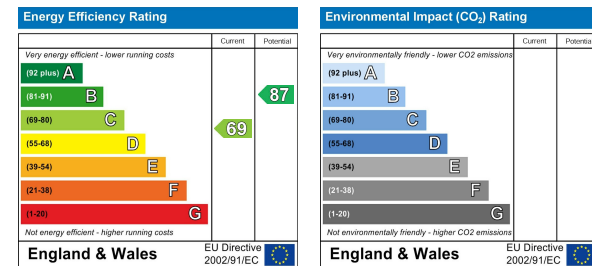 Energy Efficiency Rating
Current Potential
Very energy efficient - lower running costs
(92 plus) A
(81-91) B
87
(69-80) C
69
(55-68) D
(39-54) E
(21-38) F
(1-20) G
Not energy efficient - higher running costs
England & Wales
EU Directive
2002/91/EC
Environmental Impact (CO₂) Rating
Current Potentia
Very environmentally friendly - lower CO2 emissions
(92 plus) A
(81-91) B
(69-80) C
(55-68) D
(39-54) E
(21-38) F
(1-20) G
Not environmentally friendly - higher CO2 emissions
England & Wales
EU Directive
2002/91/EC